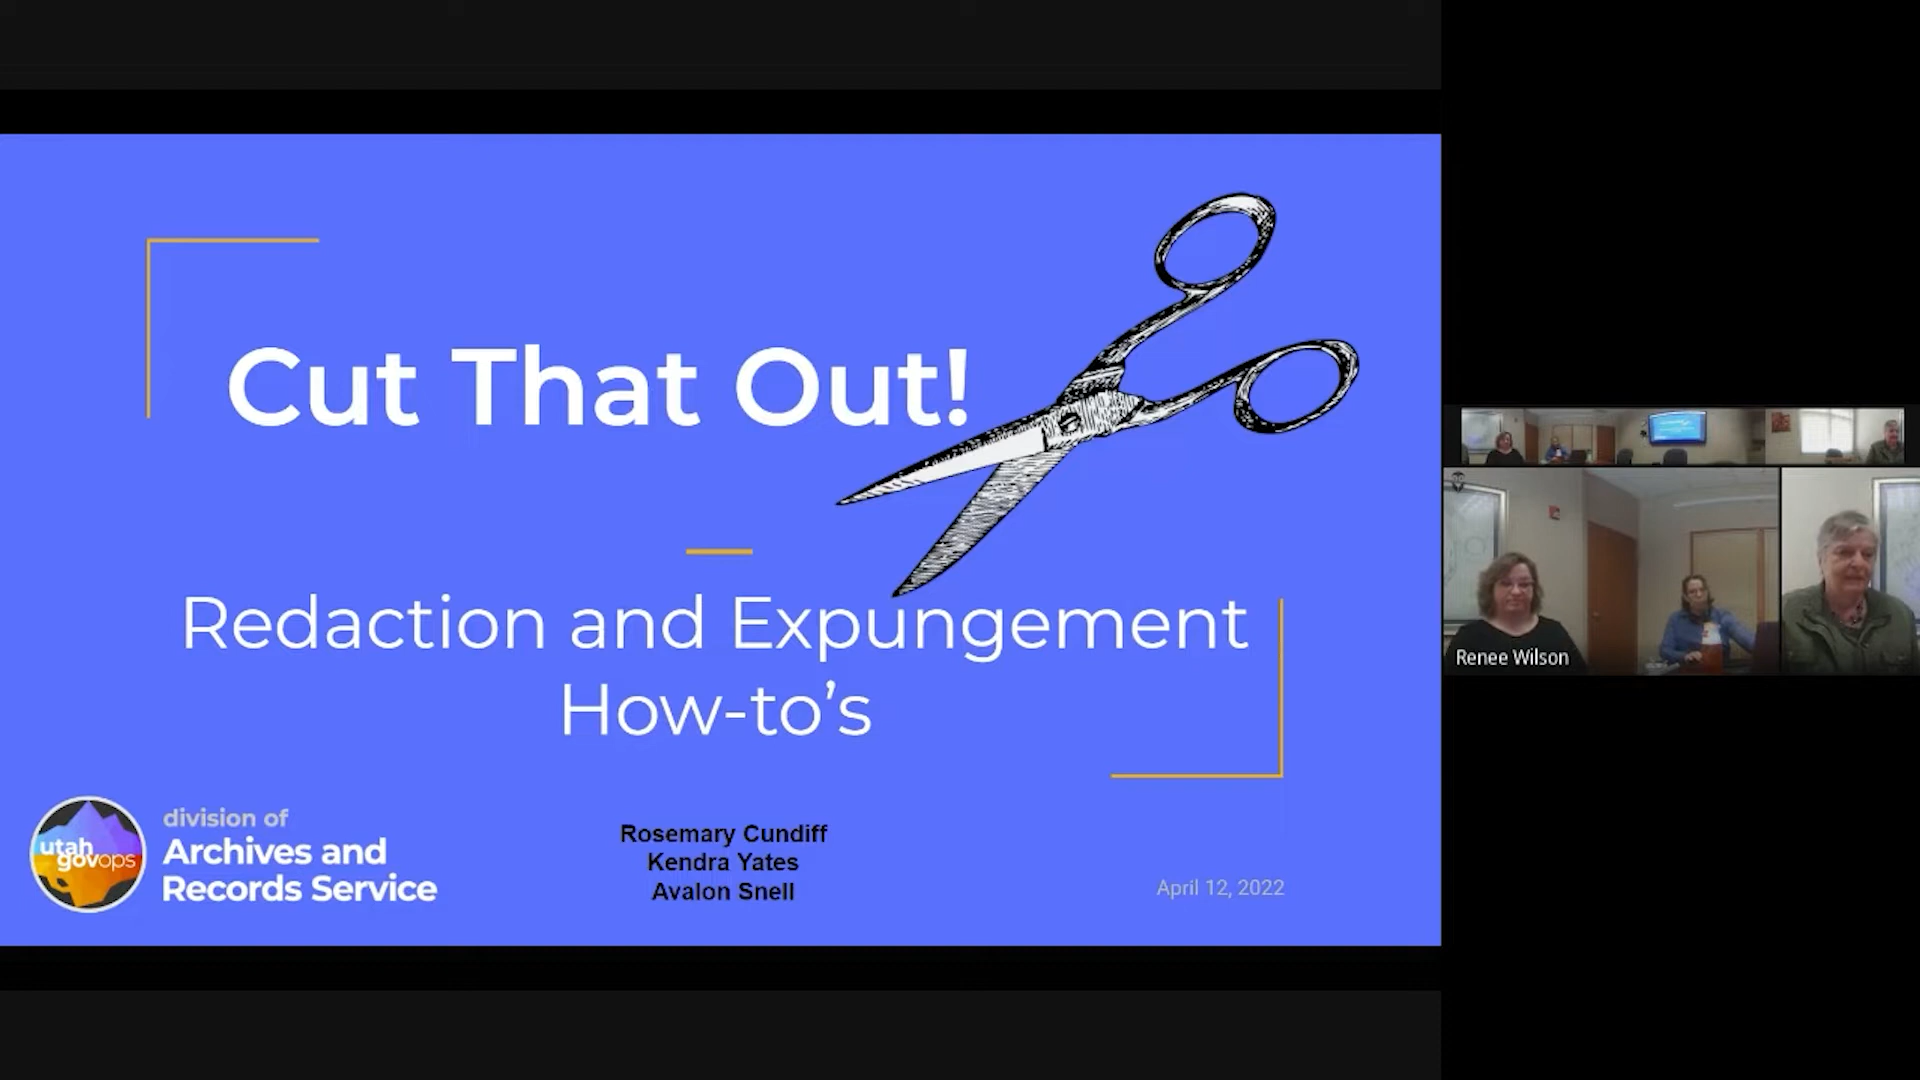 Cut That Out!
Redaction and Expungement
How-to's
utah
govops
division of
Archives and
Records Service
Rosemary Cundiff
Kendra Yates
Avalon Snell
April 12, 2022
Renee Wilson